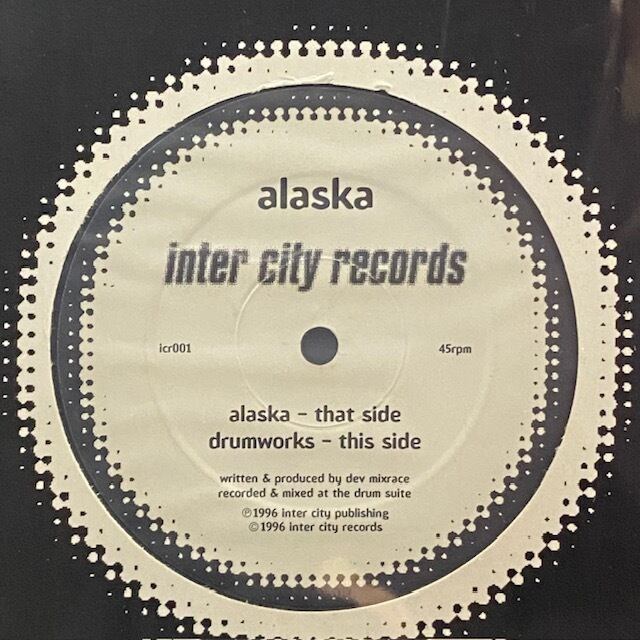 alaska
inter city records
icr001
45rpm
alaska - that side
drumworks - this side
written & produced by dev mixrace
recorded & mixed at the drum suite
℗1996 inter city publishing
©1996 inter city records